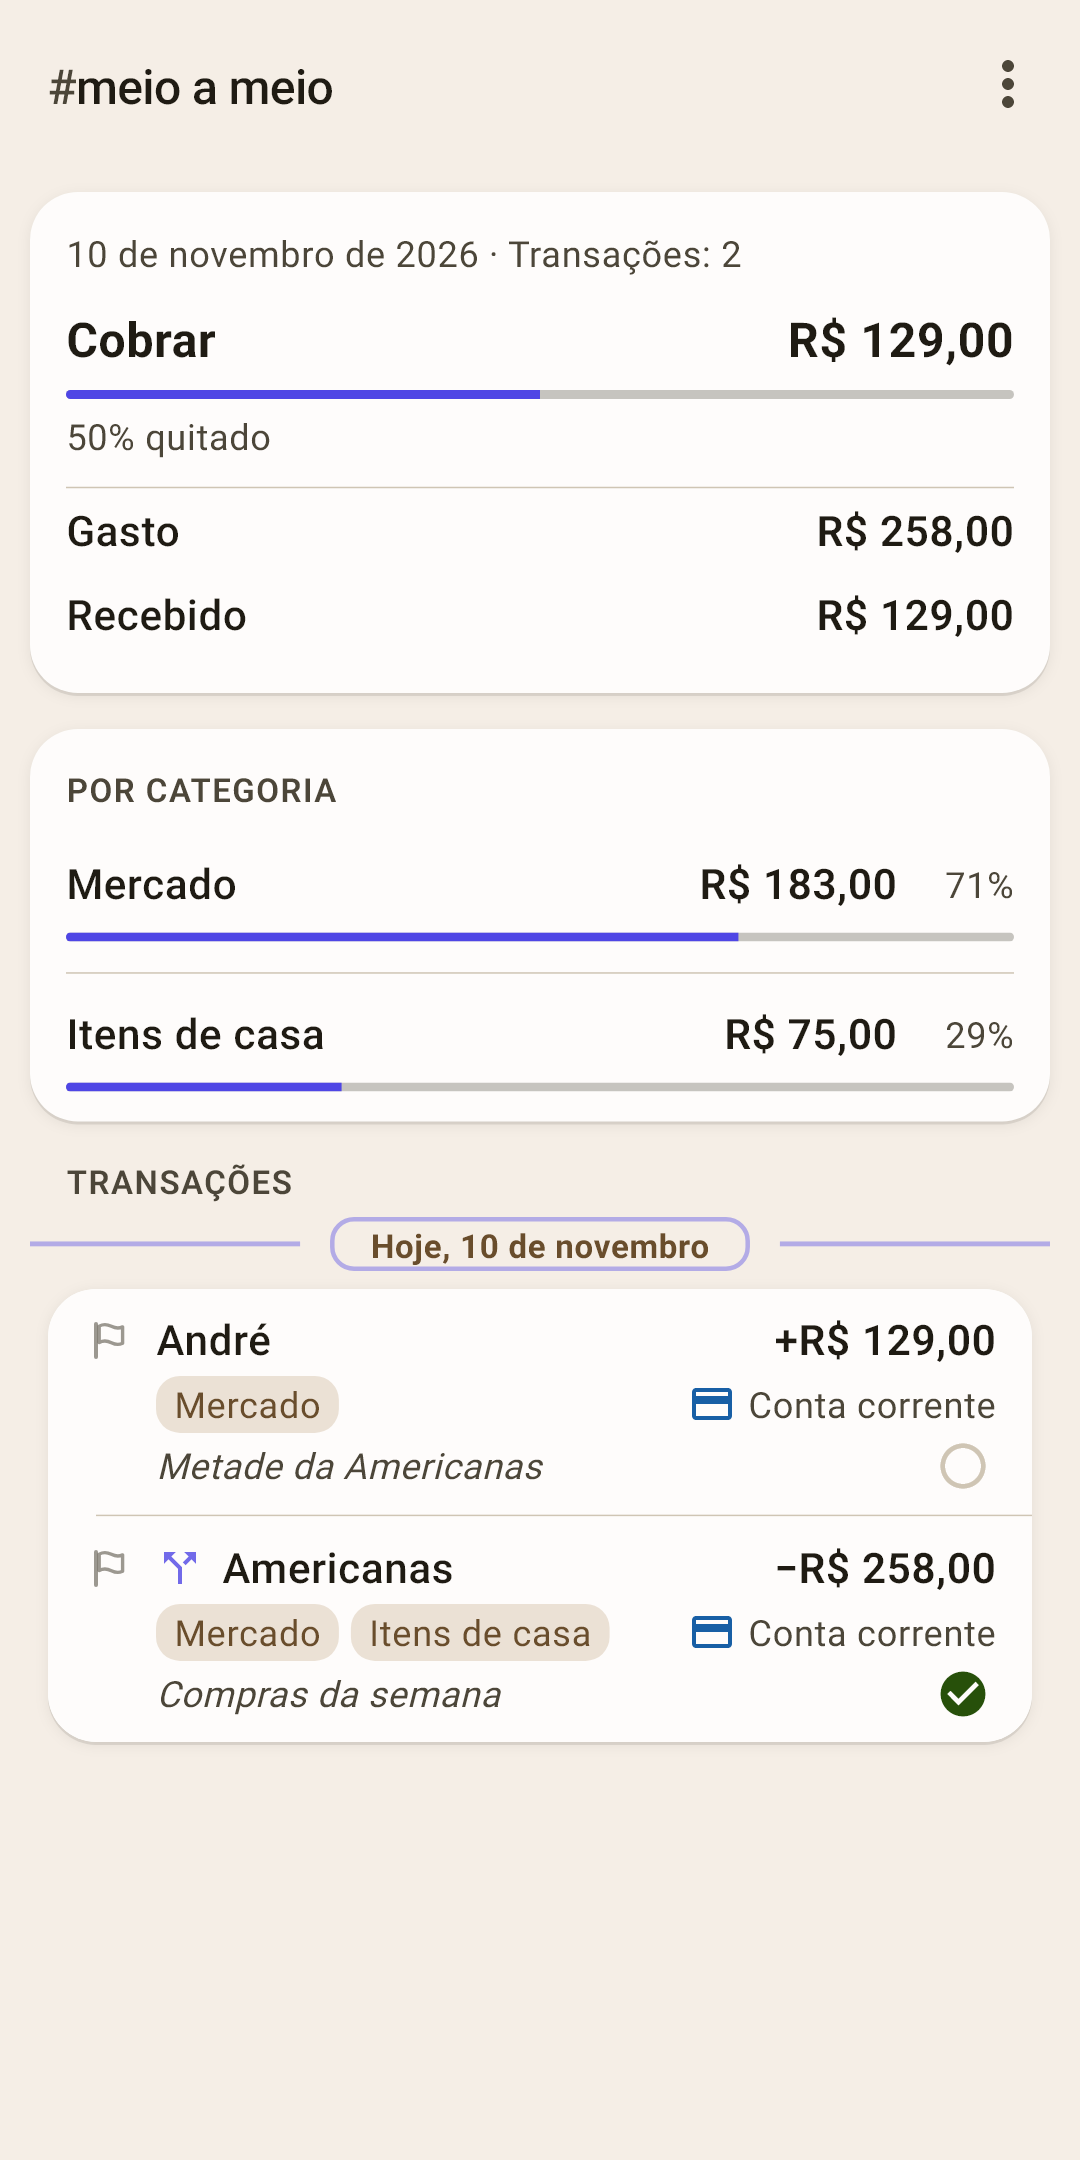 #meio a meio
10 de novembro de 2026 · Transações: 2
Cobrar R$ 129,00
50% quitado
Gasto R$ 258,00
Recebido R$ 129,00
POR CATEGORIA
Mercado R$ 183,00 71%
Itens de casa R$ 75,00 29%
TRANSAÇÕES
Hoje, 10 de novembro
André +R$ 129,00
Mercado Conta corrente
Metade da Americanas
Americanas −R$ 258,00
Mercado Itens de casa Conta corrente
Compras da semana